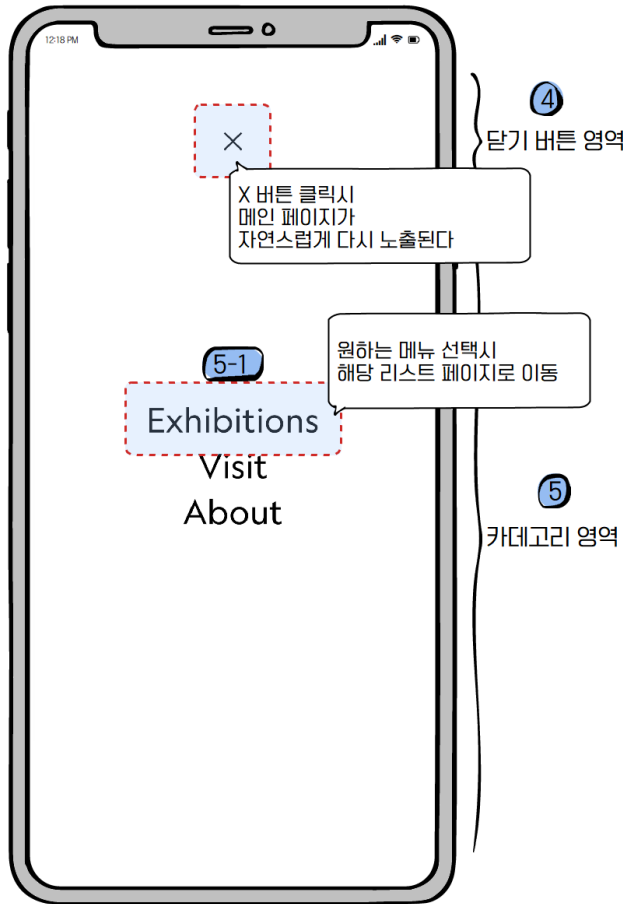 12:18 PM
4
닫기 버튼 영역
X 버튼 클릭시
메인 페이지가
자연스럽게 다시 노출된다
원하는 메뉴 선택시
해당 리스트 페이지로 이동
5-1
Exhibitions
Visit
About
5
카데고리 영역